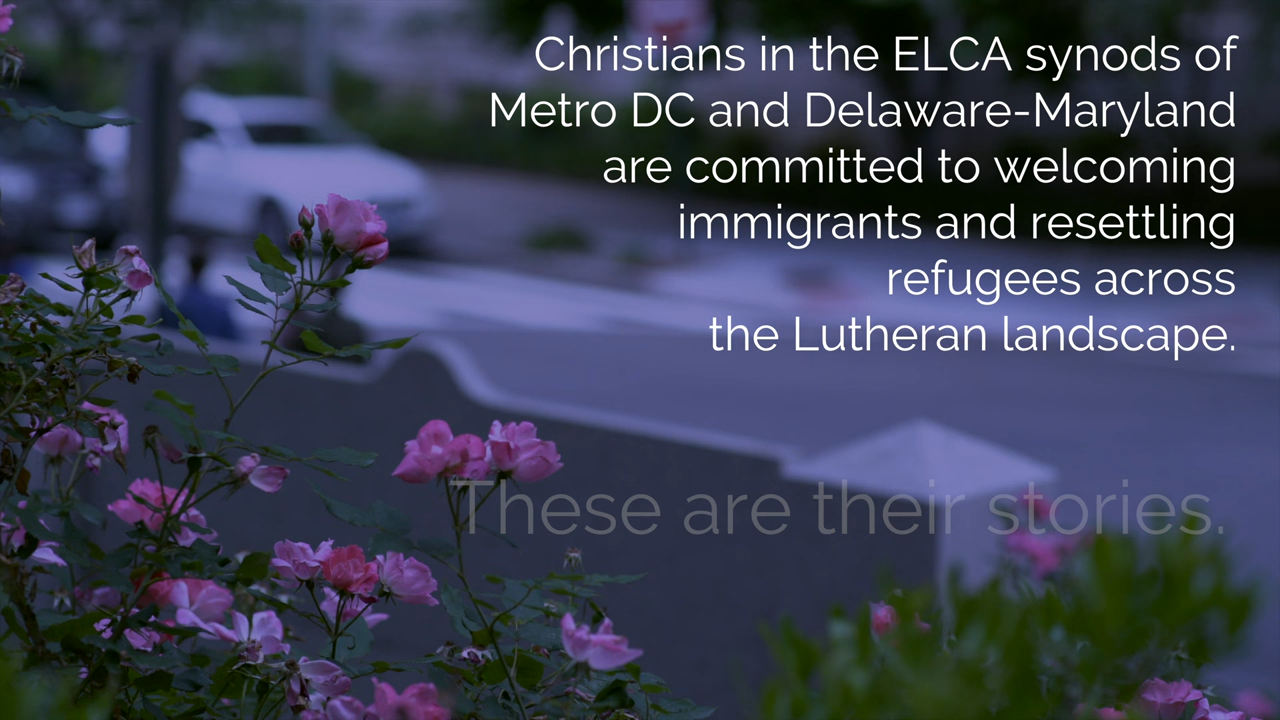 Christians in the ELCA synods of
Metro DC and Delaware-Maryland
are committed to welcoming
immigrants and resettling
refugees across
the Lutheran landscape.
These are their stories.